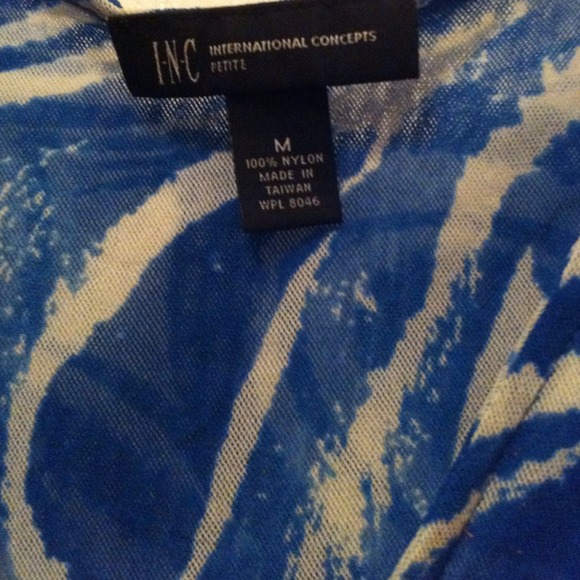 I·N·C INTERNATIONAL CONCEPTS
PETITE
M
100% NYLON
MADE IN
TAIWAN
WPL 8046